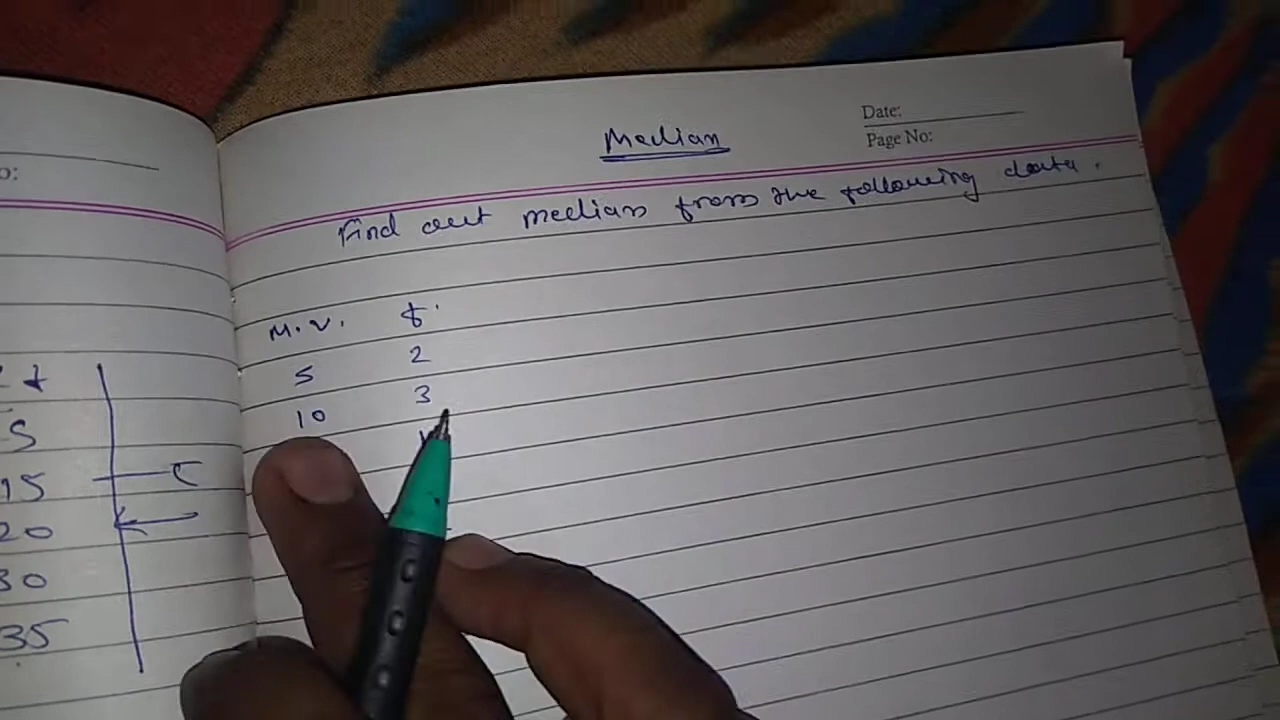 Date:
Page No:
Median
Find out median from the following data.
M.V. f.
5 2
10 3
o:
5
15
20
30
35